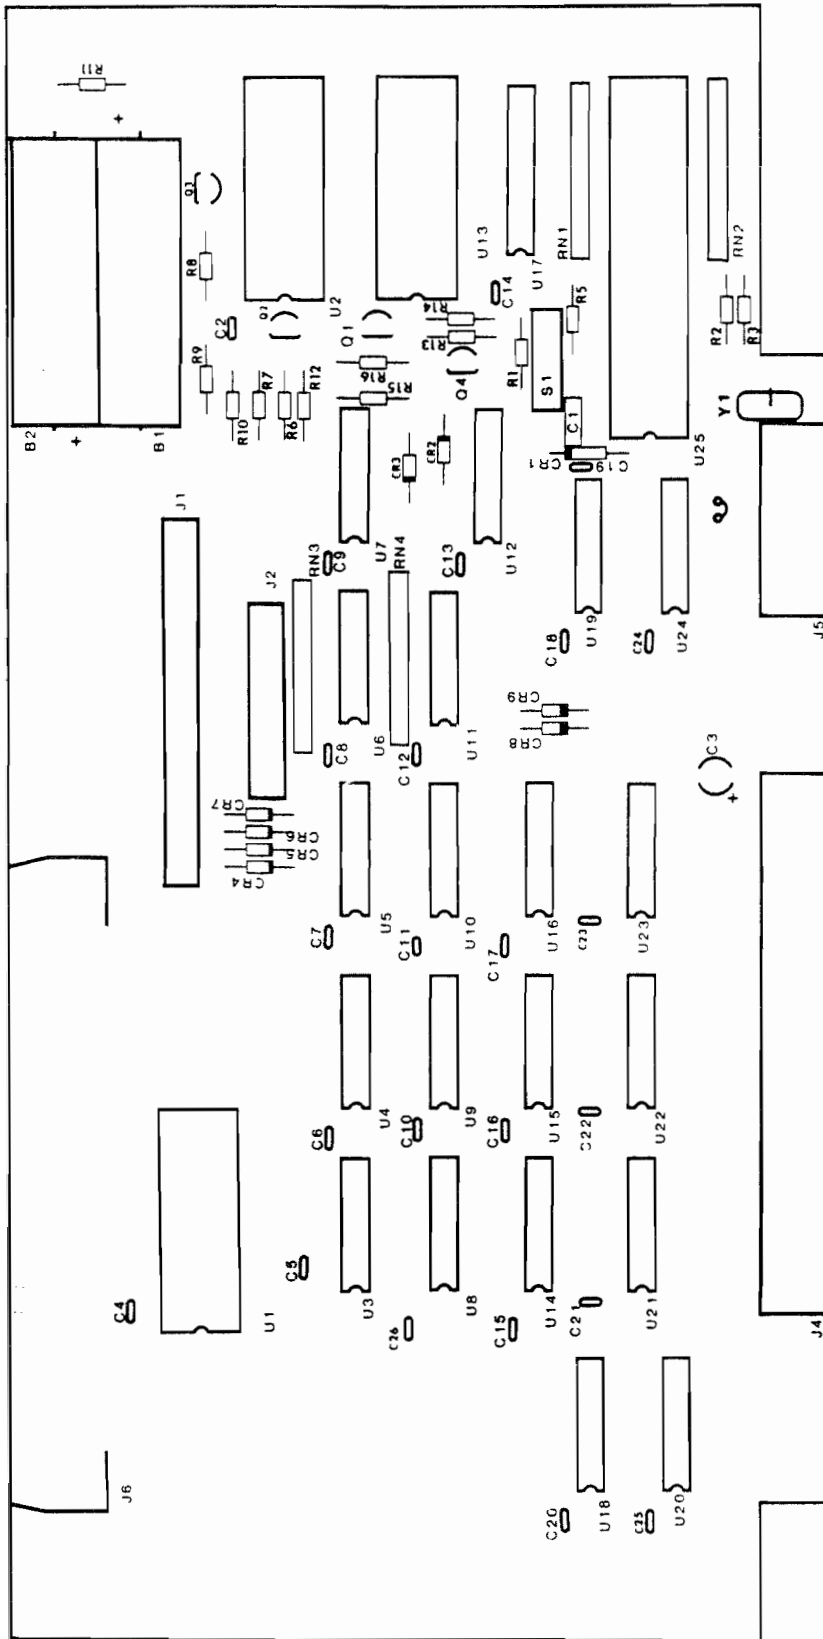 R11
+
Q3
R8
U2
U13
U17
RN1
RN2
C14
R5
R2
R3
C2
Q2
Q1
R14
R13
R9
R7
R12
R16
R1
S1
Q4
R10
R6
R15
C1
Y1
B2
+
B1
CR3
CR2
CR1
C19
U25
J1
J2
RN3
C9
U7
RN4
C13
U12
C18
U19
C24
U24
J5
CR9
CR8
C8
U6
C12
U11
C3
+
CR7
CR6
CR5
CR4
C7
U5
C11
U10
C17
U16
C23
U23
C6
U4
C10
U9
C16
U15
C22
U22
C4
C5
U1
U3
C26
U8
C15
U14
C21
U21
J4
J6
C20
U18
C25
U20